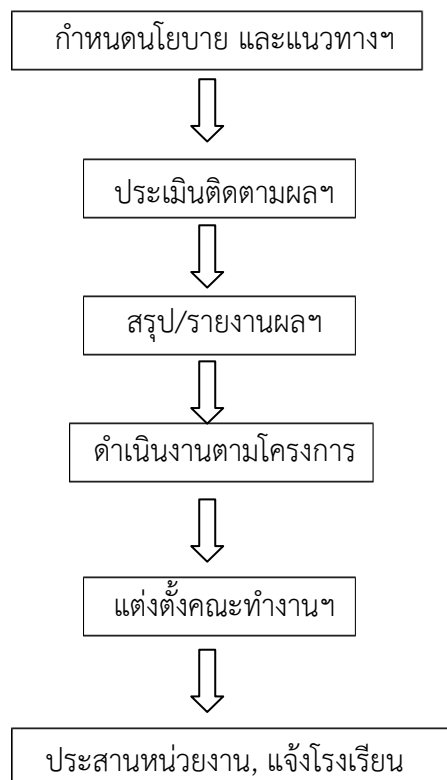 กำหนดนโยบาย และแนวทางฯ
ประเมินติดตามผลฯ
สรุป/รายงานผลฯ
ดำเนินงานตามโครงการ
แต่งตั้งคณะทำงานฯ
ประสานหน่วยงาน, แจ้งโรงเรียน